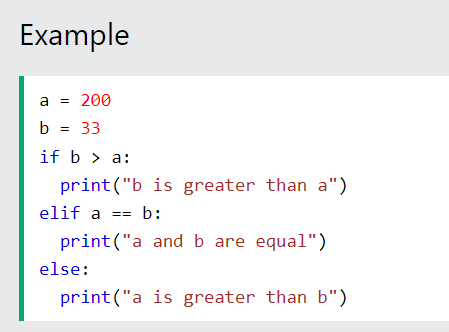 Example
a = 200
b = 33
if b > a:
  print("b is greater than a")
elif a == b:
  print("a and b are equal")
else:
  print("a is greater than b")